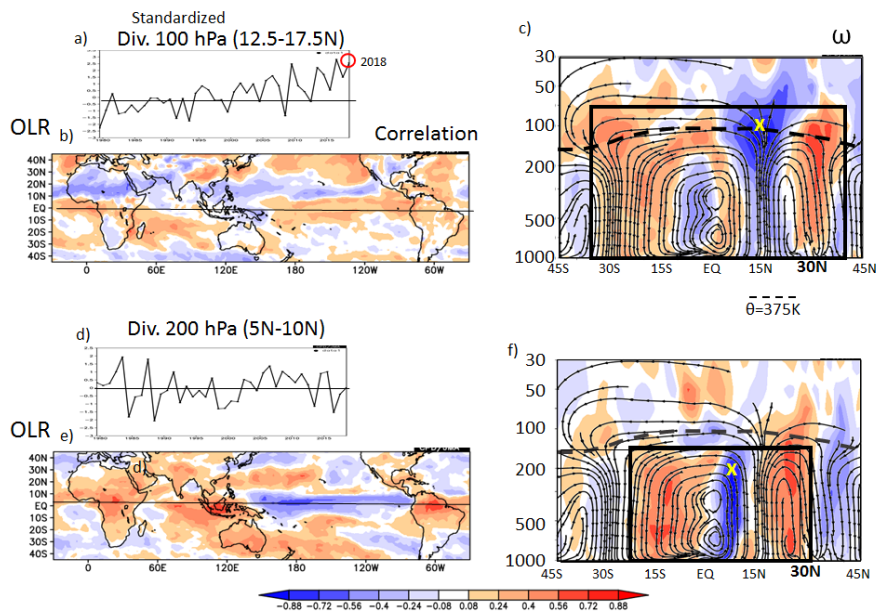 Standardized
a) Div. 100 hPa (12.5-17.5N)
2018
OLR
b)
Correlation
40N
30N
20N
10N
EQ
10S
20S
30S
40S
0 60E 120E 180 120W 60W
c) ω
30
50
100
200
500
1000
X
45S 30S 15S EQ 15N 30N 45N
θ=375K
d) Div. 200 hPa (5N-10N)
OLR
e)
d)
40N
30N
20N
10N
EQ
10S
20S
30S
40S
0 60E 120E 180 120W 60W
f)
30
50
100
200
500
1000
X
45S 30S 15S EQ 15N 30N 45N
-0.88 -0.72 -0.56 -0.4 -0.24 -0.08 0.08 0.24 0.4 0.56 0.72 0.88